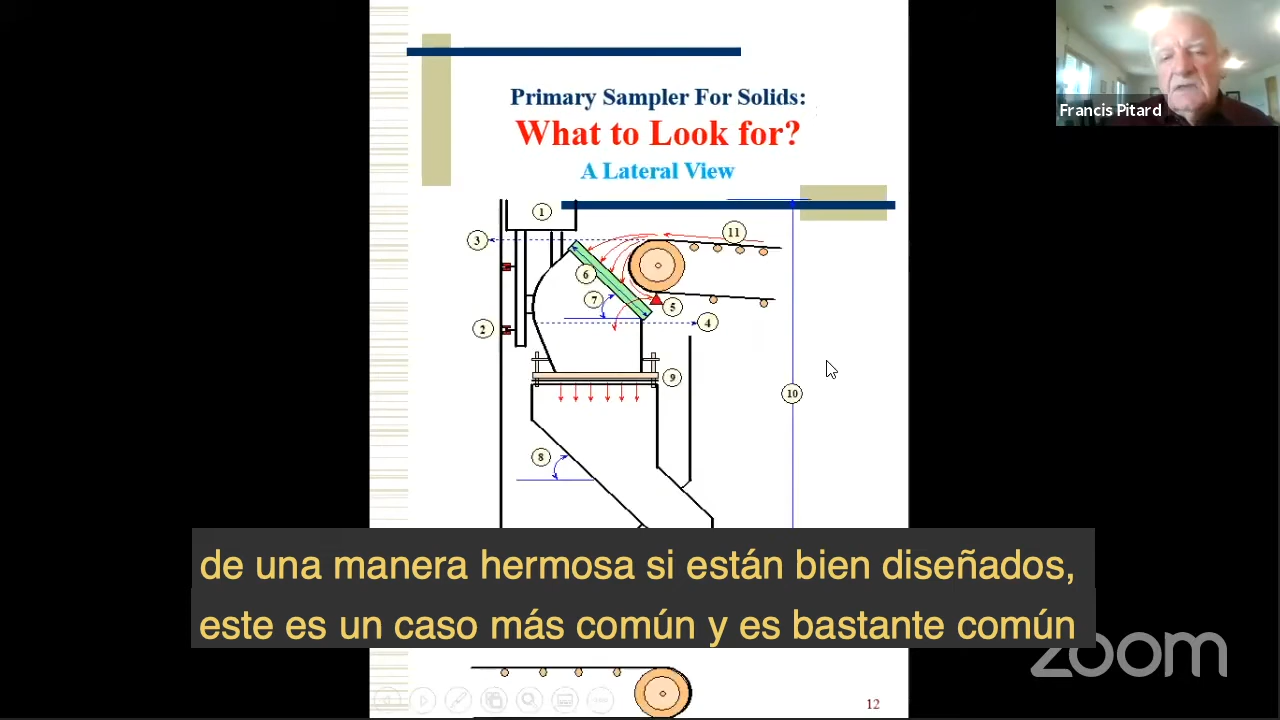 Primary Sampler For Solids:
What to Look for?
A Lateral View
Francis Pitard
1
11
3
6
7
5
4
2
9
10
8
de una manera hermosa si están bien diseñados,
este es un caso más común y es bastante común
zoom
12